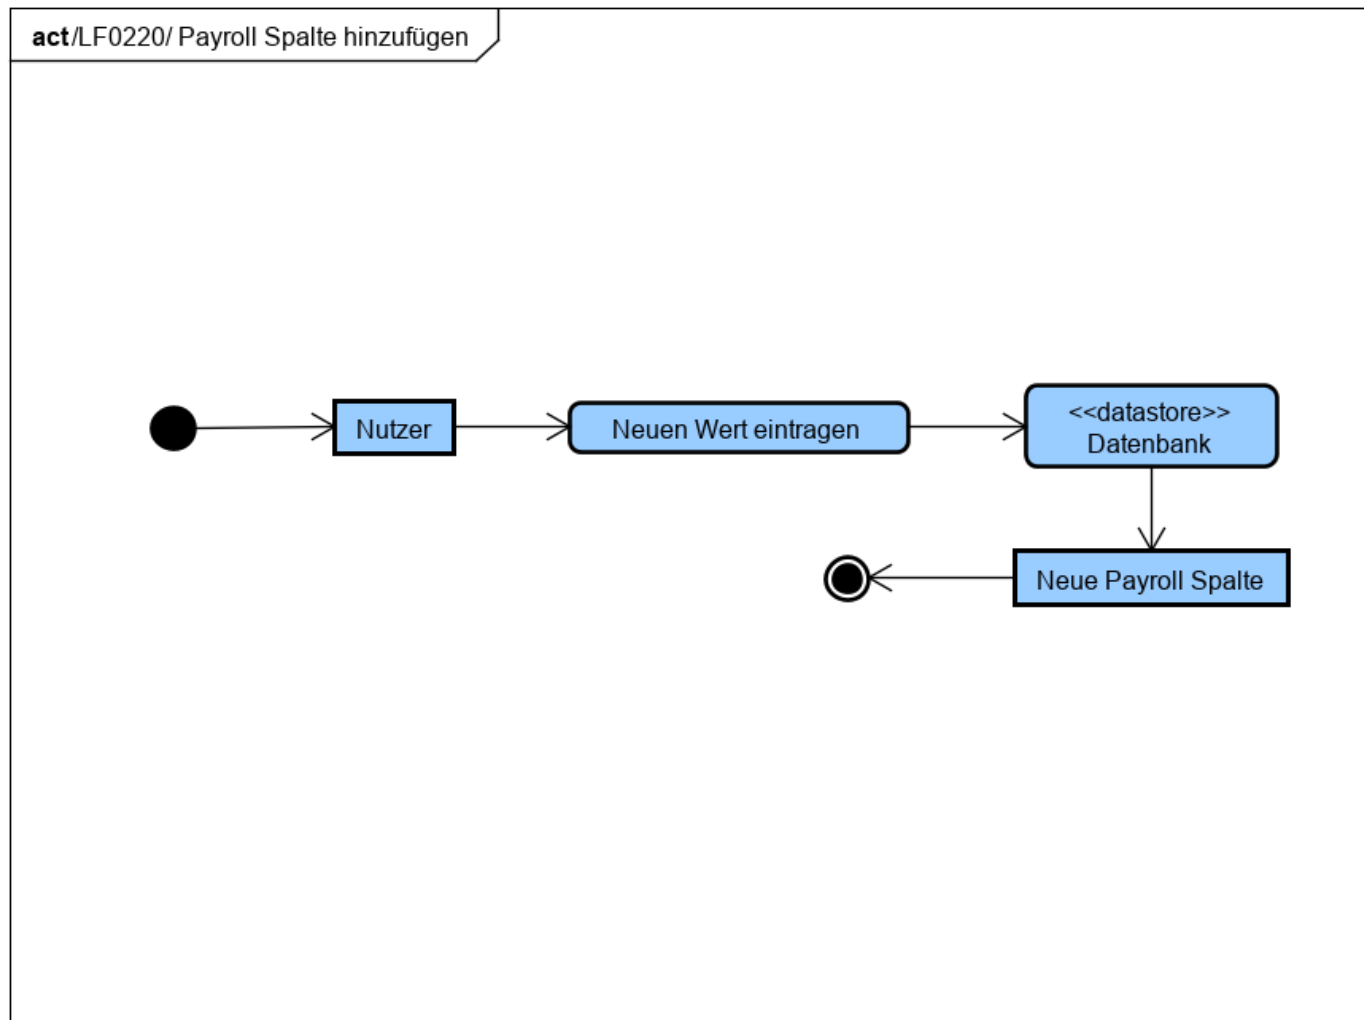 act/LF0220/ Payroll Spalte hinzufügen
Nutzer
Neuen Wert eintragen
<<datastore>>
Datenbank
Neue Payroll Spalte